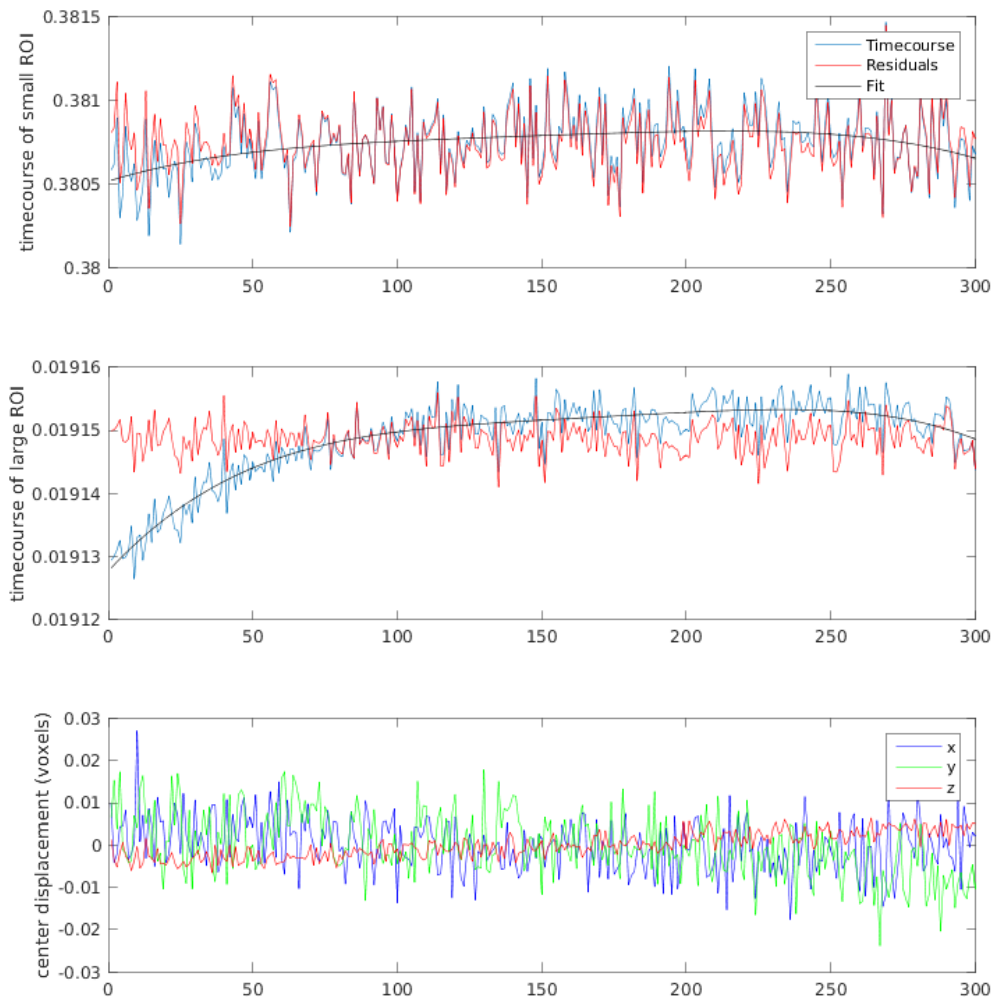 timecourse of small ROI
0.3815
0.381
0.3805
0.38
Timecourse
Residuals
Fit
0 50 100 150 200 250 300
timecourse of large ROI
0.01916
0.01915
0.01914
0.01913
0.01912
0 50 100 150 200 250 300
center displacement (voxels)
0.03
0.02
0.01
0
-0.01
-0.02
-0.03
x
y
z
0 50 100 150 200 250 300